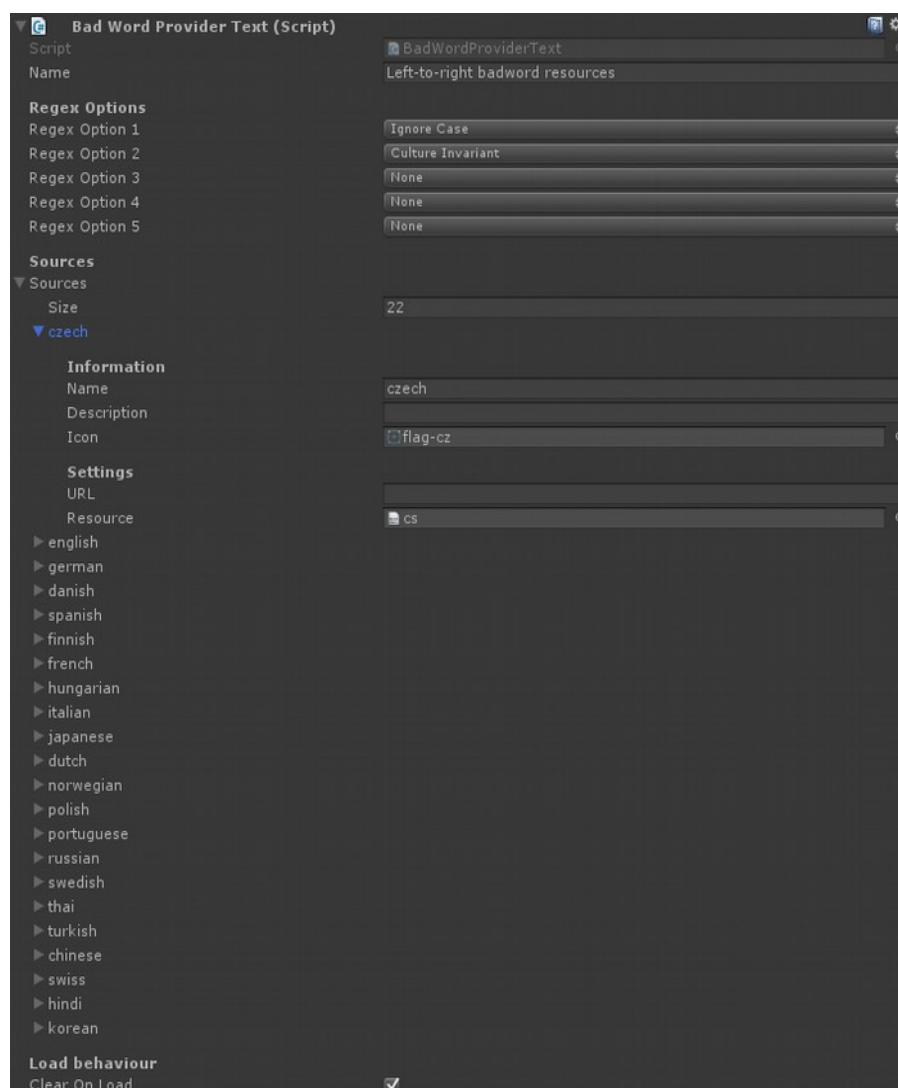 Bad Word Provider Text (Script)
Script BadWordProviderText
Name Left-to-right badword resources
Regex Options
Regex Option 1 Ignore Case
Regex Option 2 Culture Invariant
Regex Option 3 None
Regex Option 4 None
Regex Option 5 None
Sources
Sources
Size 22
czech
Information
Name czech
Description
Icon flag-cz
Settings
URL
Resource cs
english
german
danish
spanish
finnish
french
hungarian
italian
japanese
dutch
norwegian
polish
portuguese
russian
swedish
thai
turkish
chinese
swiss
hindi
korean
Load behaviour
Clear On Load